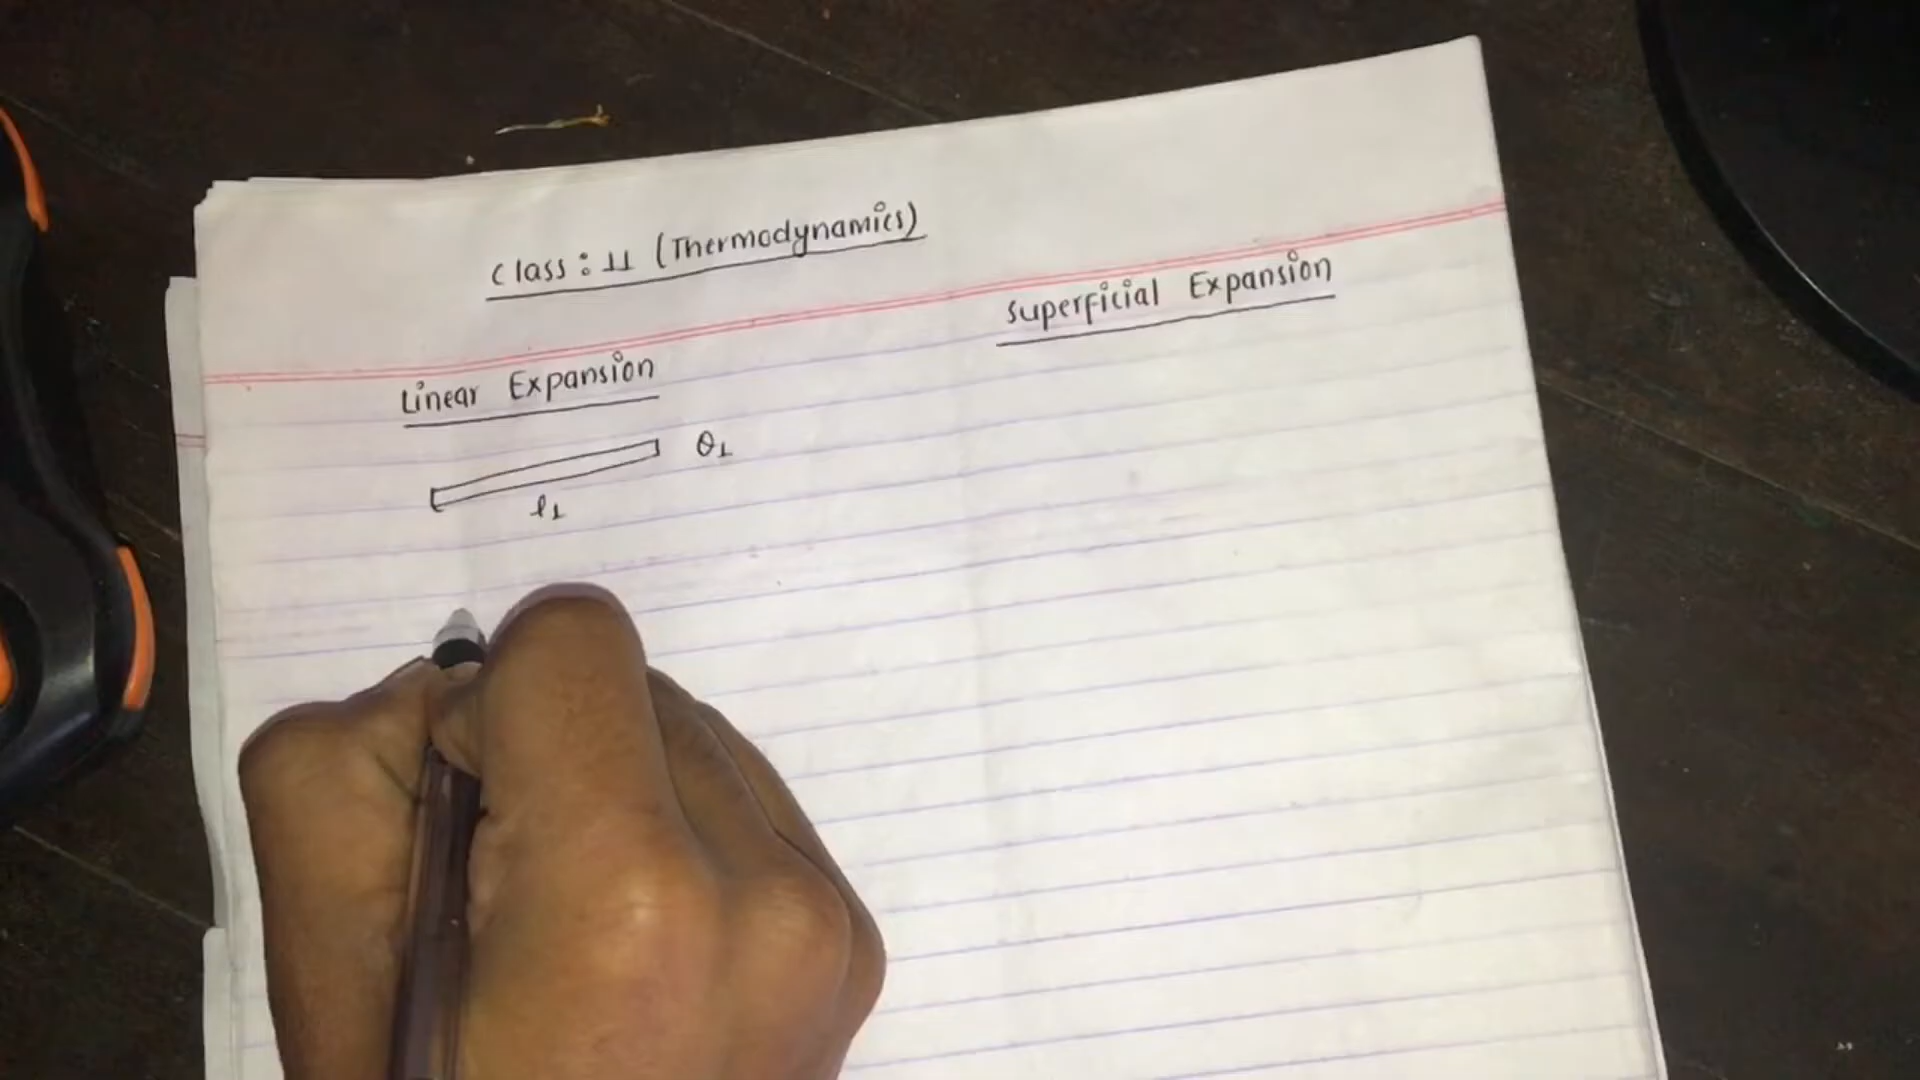 Class: 11 (Thermodynamics)
Linear Expansion
θ1
l1
Superficial Expansion